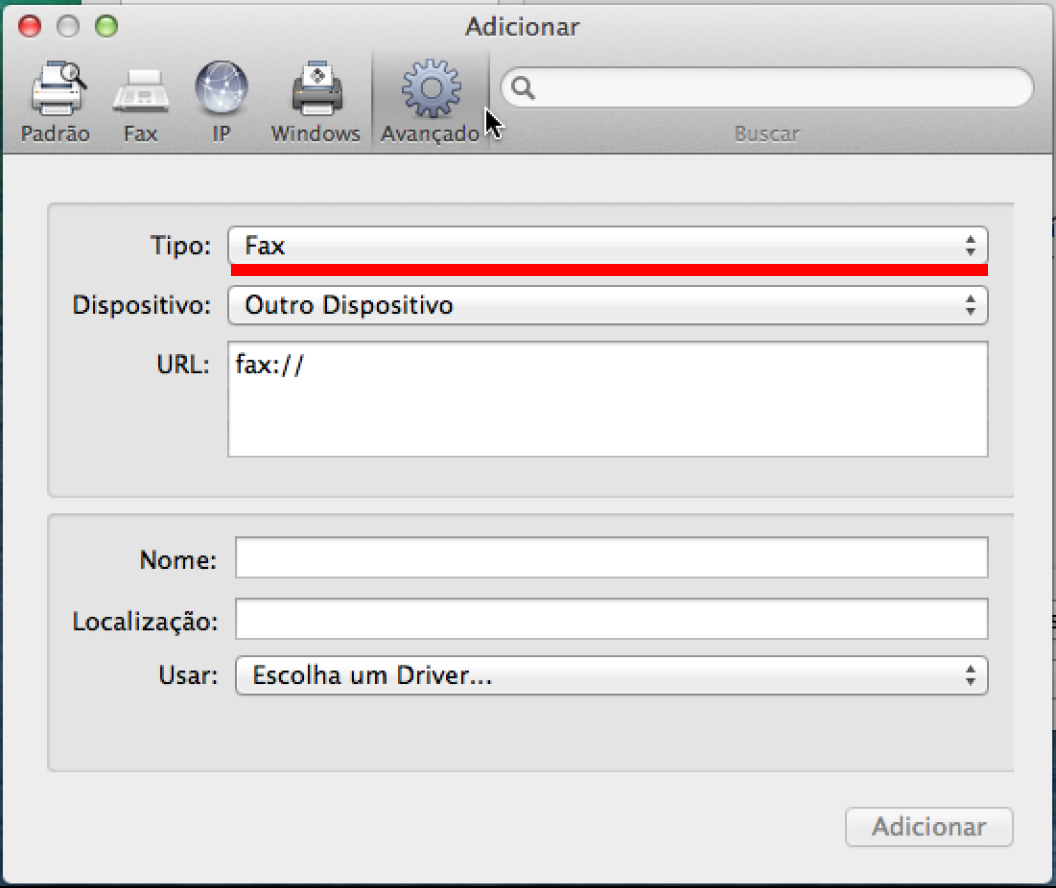 Adicionar
Padrão Fax IP Windows Avançado Buscar
Tipo: Fax
Dispositivo: Outro Dispositivo
URL: fax://
Nome:
Localização:
Usar: Escolha um Driver...
Adicionar